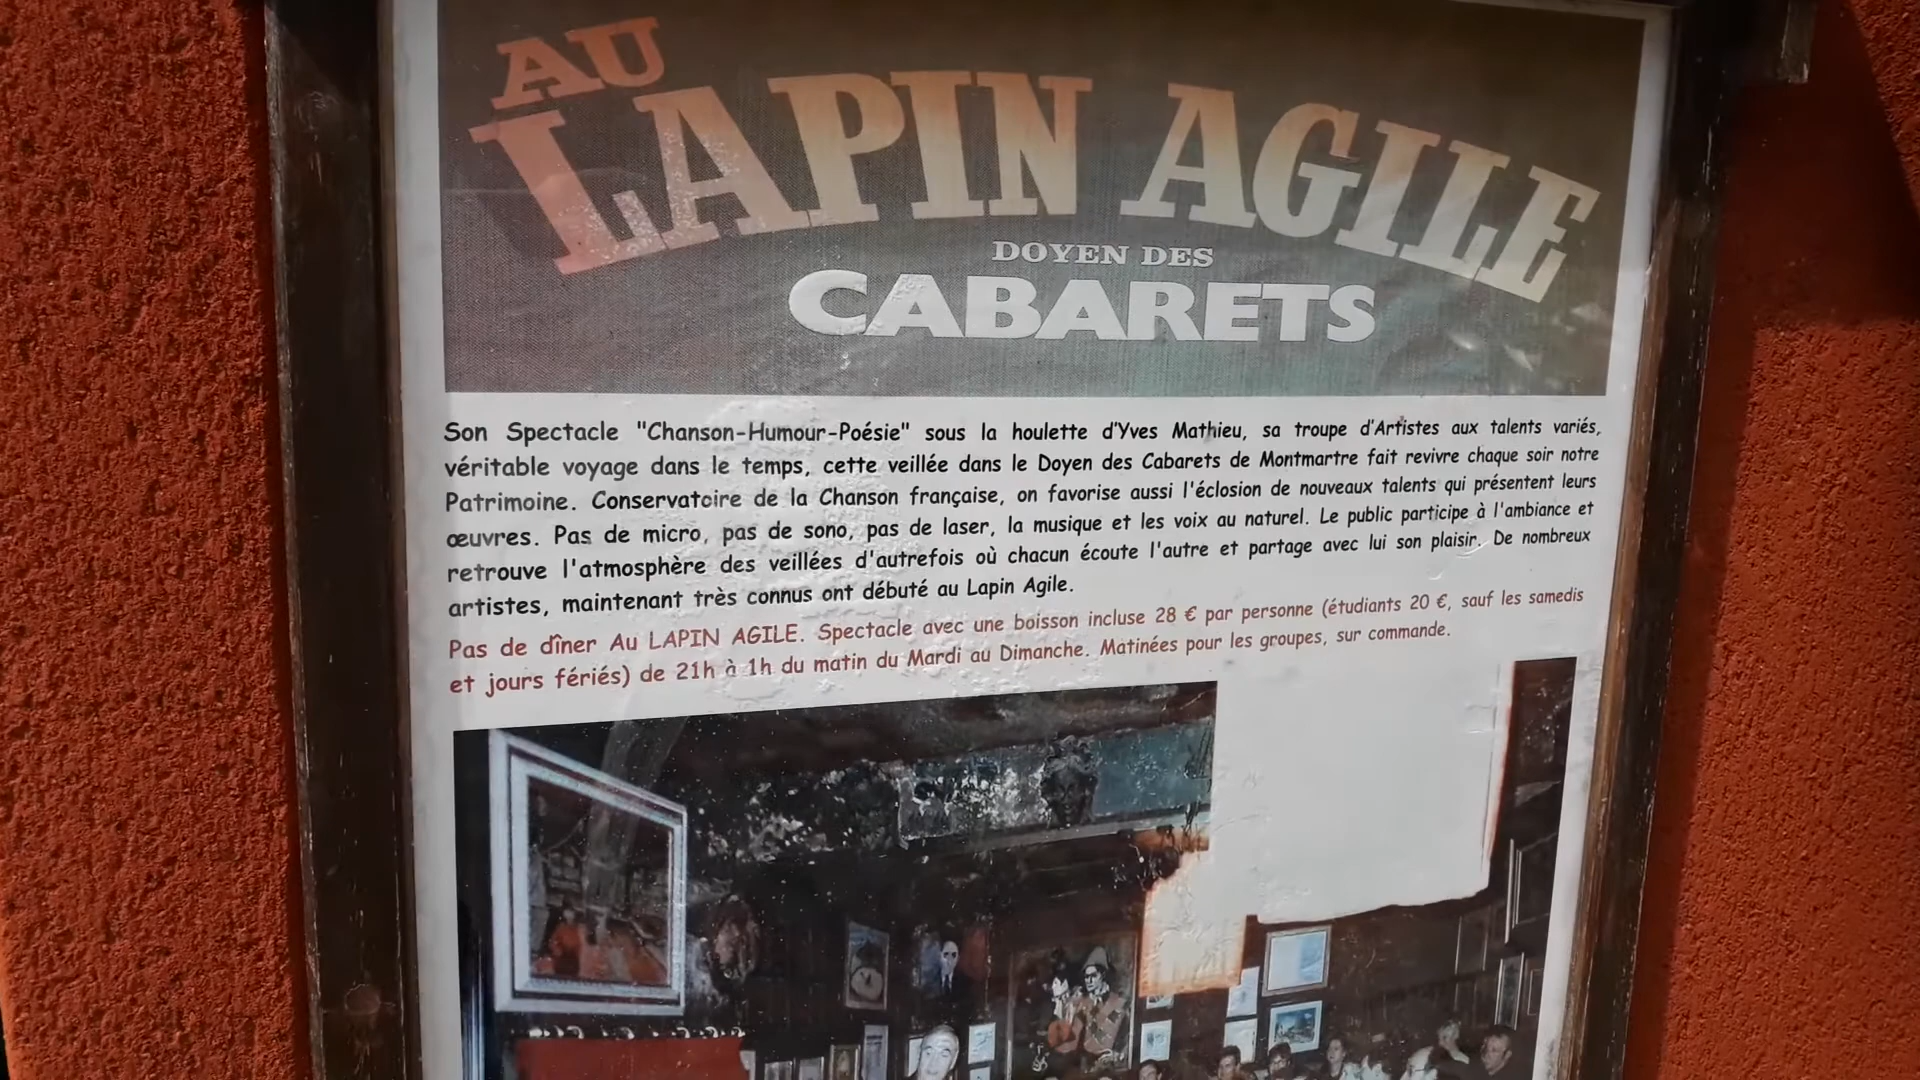 AU
LAPIN AGILE
DOYEN DES
CABARETS
Son Spectacle "Chanson-Humour-Poésie" sous la houlette d'Yves Mathieu, sa troupe d'Artistes aux talents variés,
véritable voyage dans le temps, cette veillée dans le Doyen des Cabarets de Montmartre fait revivre chaque soir notre
Patrimoine. Conservatoire de la Chanson française, on favorise aussi l'éclosion de nouveaux talents qui présentent leurs
œuvres. Pas de micro, pas de sono, pas de laser, la musique et les voix au naturel. Le public participe à l'ambiance et
retrouve l'atmosphère des veillées d'autrefois où chacun écoute l'autre et partage avec lui son plaisir. De nombreux
artistes, maintenant très connus ont débuté au Lapin Agile.
Pas de dîner Au LAPIN AGILE. Spectacle avec une boisson incluse 28 € par personne (étudiants 20 €, sauf les samedis
et jours fériés) de 21h à 1h du matin du Mardi au Dimanche. Matinées pour les groupes, sur commande.